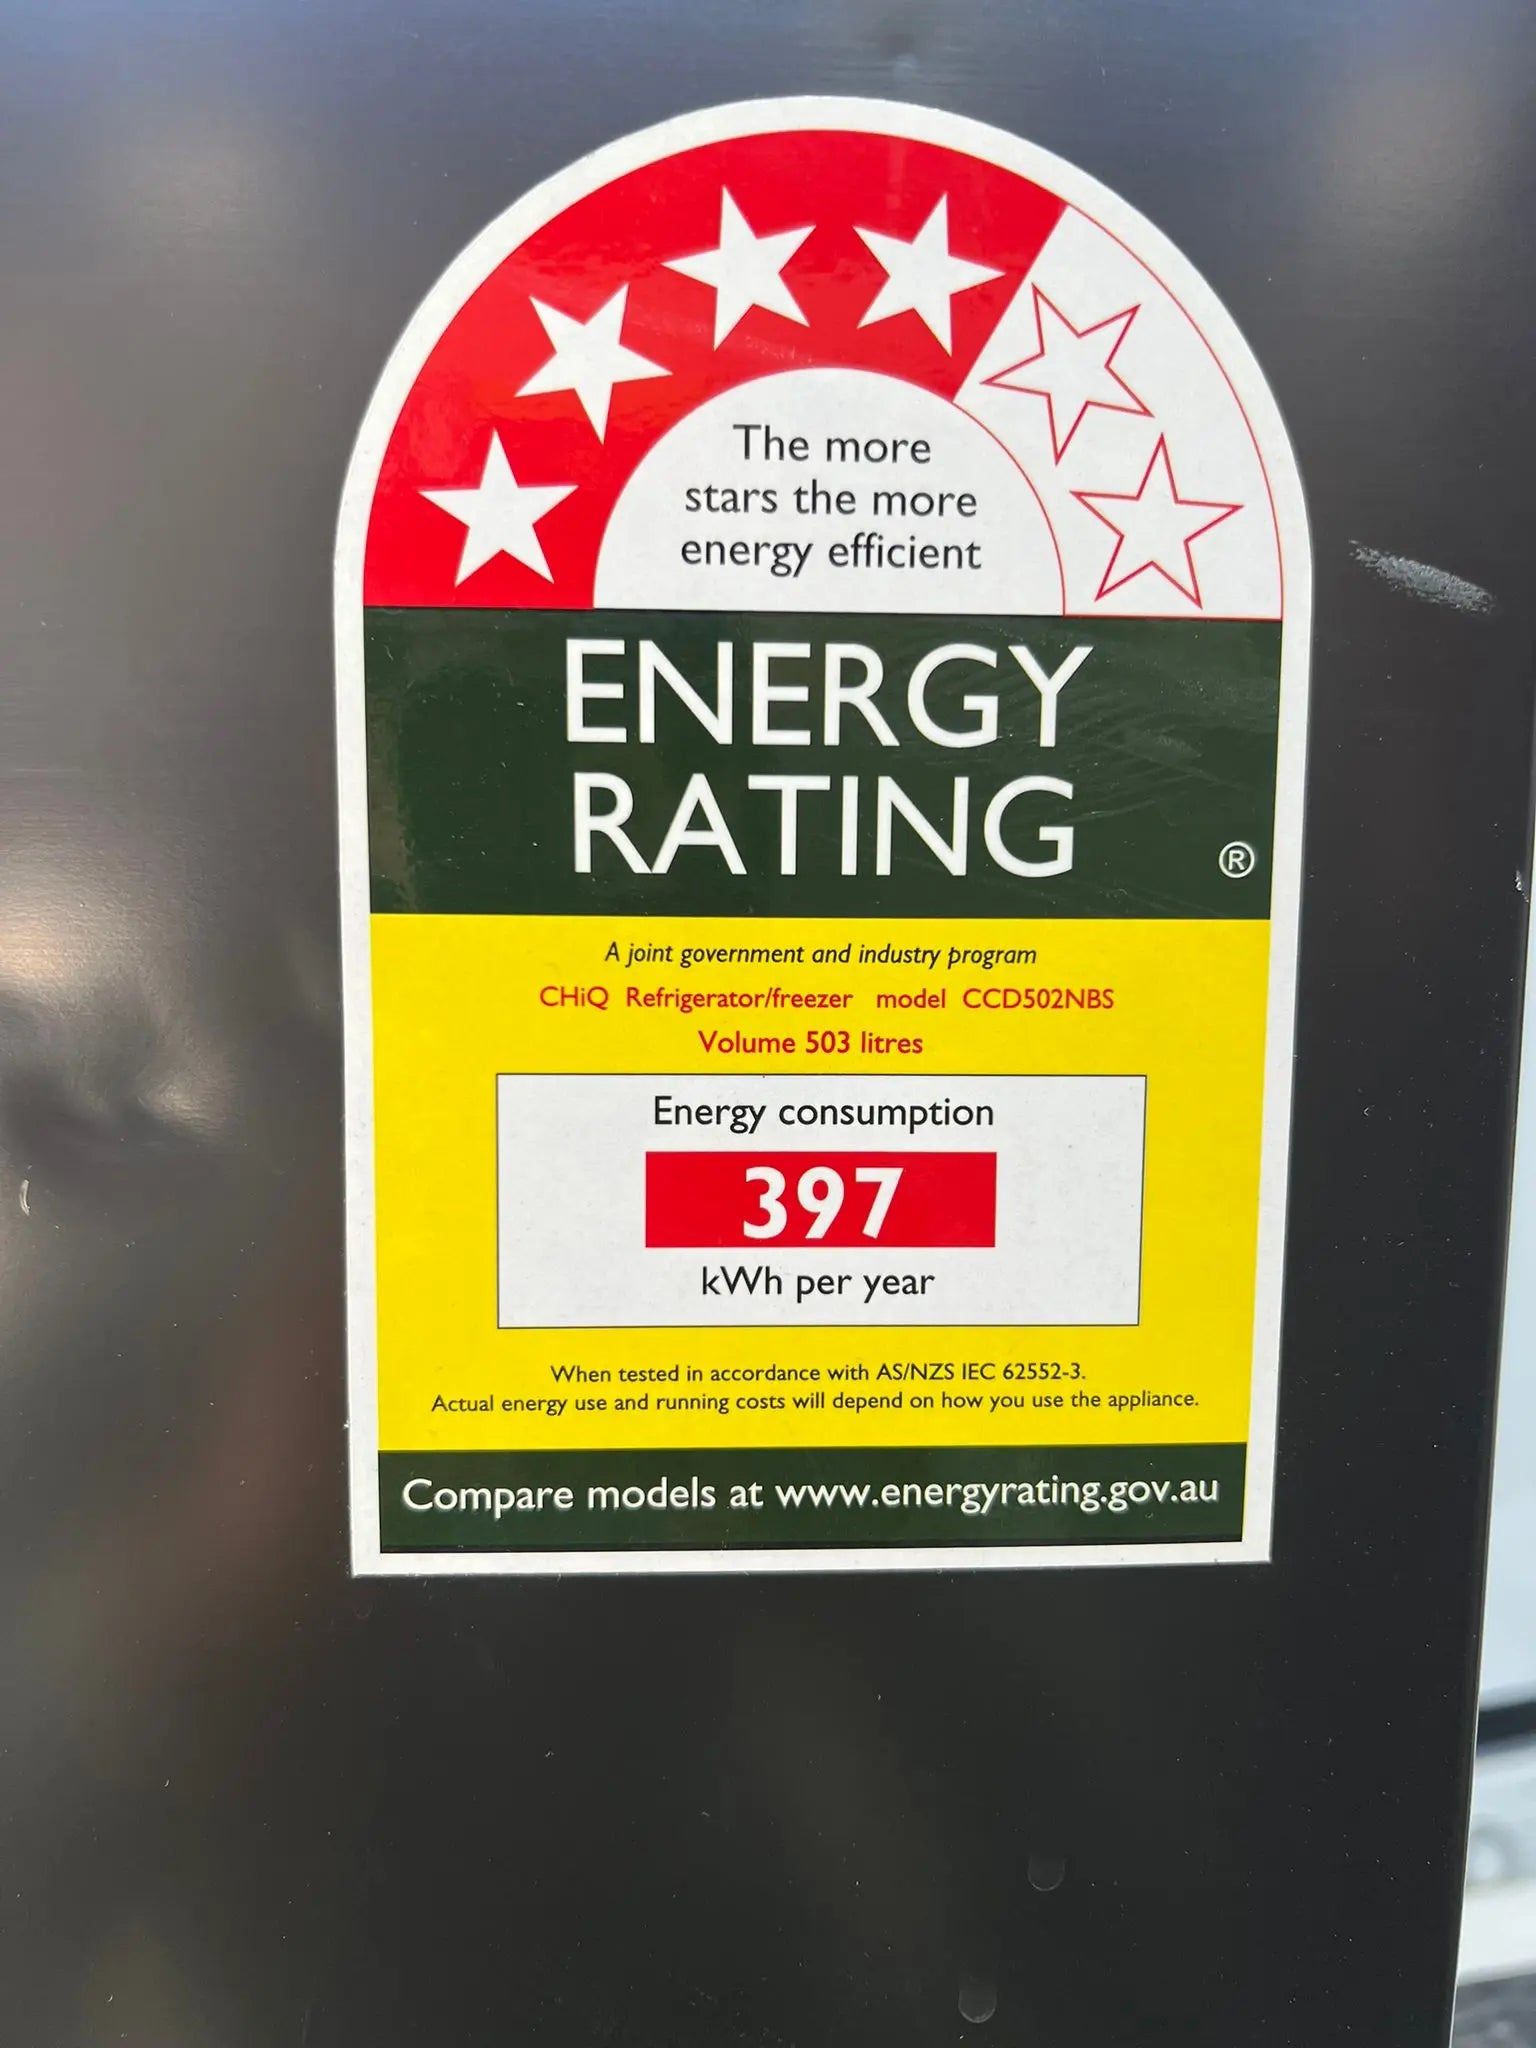 The more
stars the more
energy efficient
ENERGY
RATING
®
A joint government and industry program
CHiQ Refrigerator/freezer model CCD502NBS
Volume 503 litres
Energy consumption
397
kWh per year
When tested in accordance with AS/NZS IEC 62552-3.
Actual energy use and running costs will depend on how you use the appliance.
Compare models at www.energyrating.gov.au